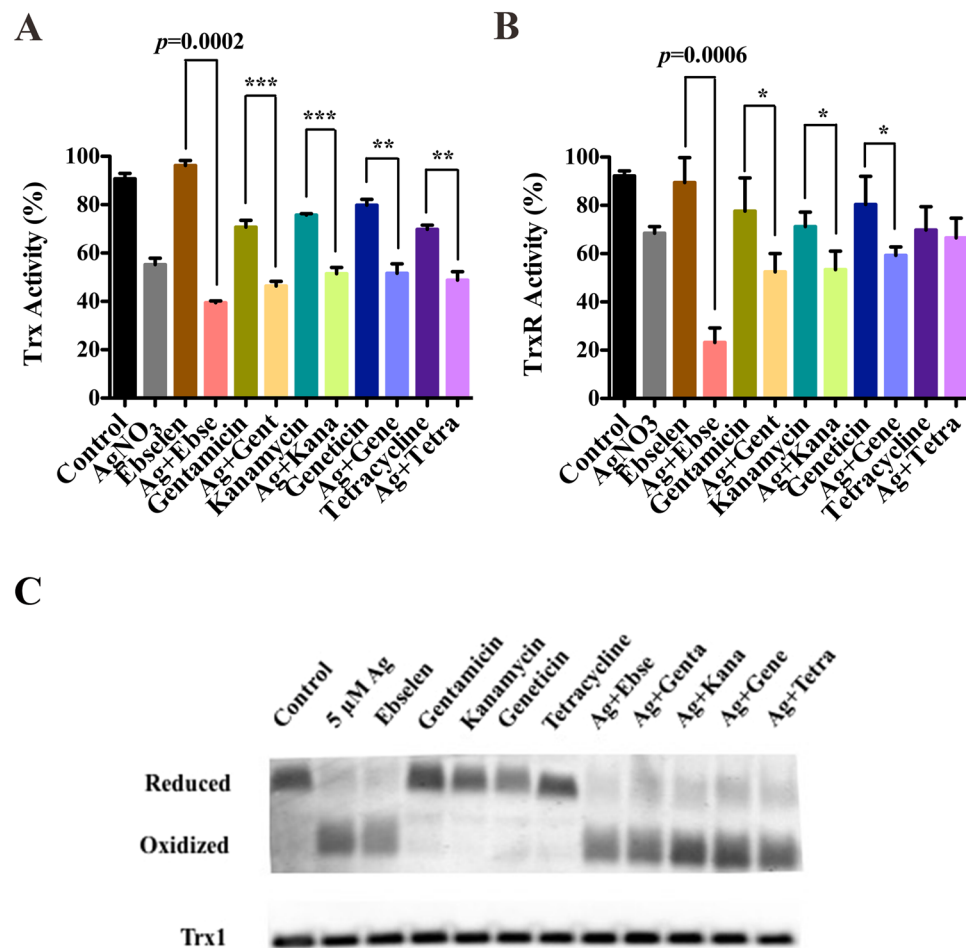 A
p=0.0002
***
***
**
**
Trx Activity (%)
100
80
60
40
20
0
Control
AgNO3
Ebselen
Ag+Ebse
Gentamicin
Ag+Gent
Kanamycin
Ag+Kana
Geneticin
Ag+Gene
Tetracycline
Ag+Tetra
B
p=0.0006
*
*
*
TrxR Activity (%)
100
80
60
40
20
0
Control
AgNO3
Ebselen
Ag+Ebse
Gentamicin
Ag+Gent
Kanamycin
Ag+Kana
Geneticin
Ag+Gene
Tetracycline
Ag+Tetra
C
Control
5 µM Ag
Ebselen
Gentamicin
Kanamycin
Geneticin
Tetracycline
Ag+Ebse
Ag+Genta
Ag+Kana
Ag+Gene
Ag+Tetra
Reduced
Oxidized
Trx1